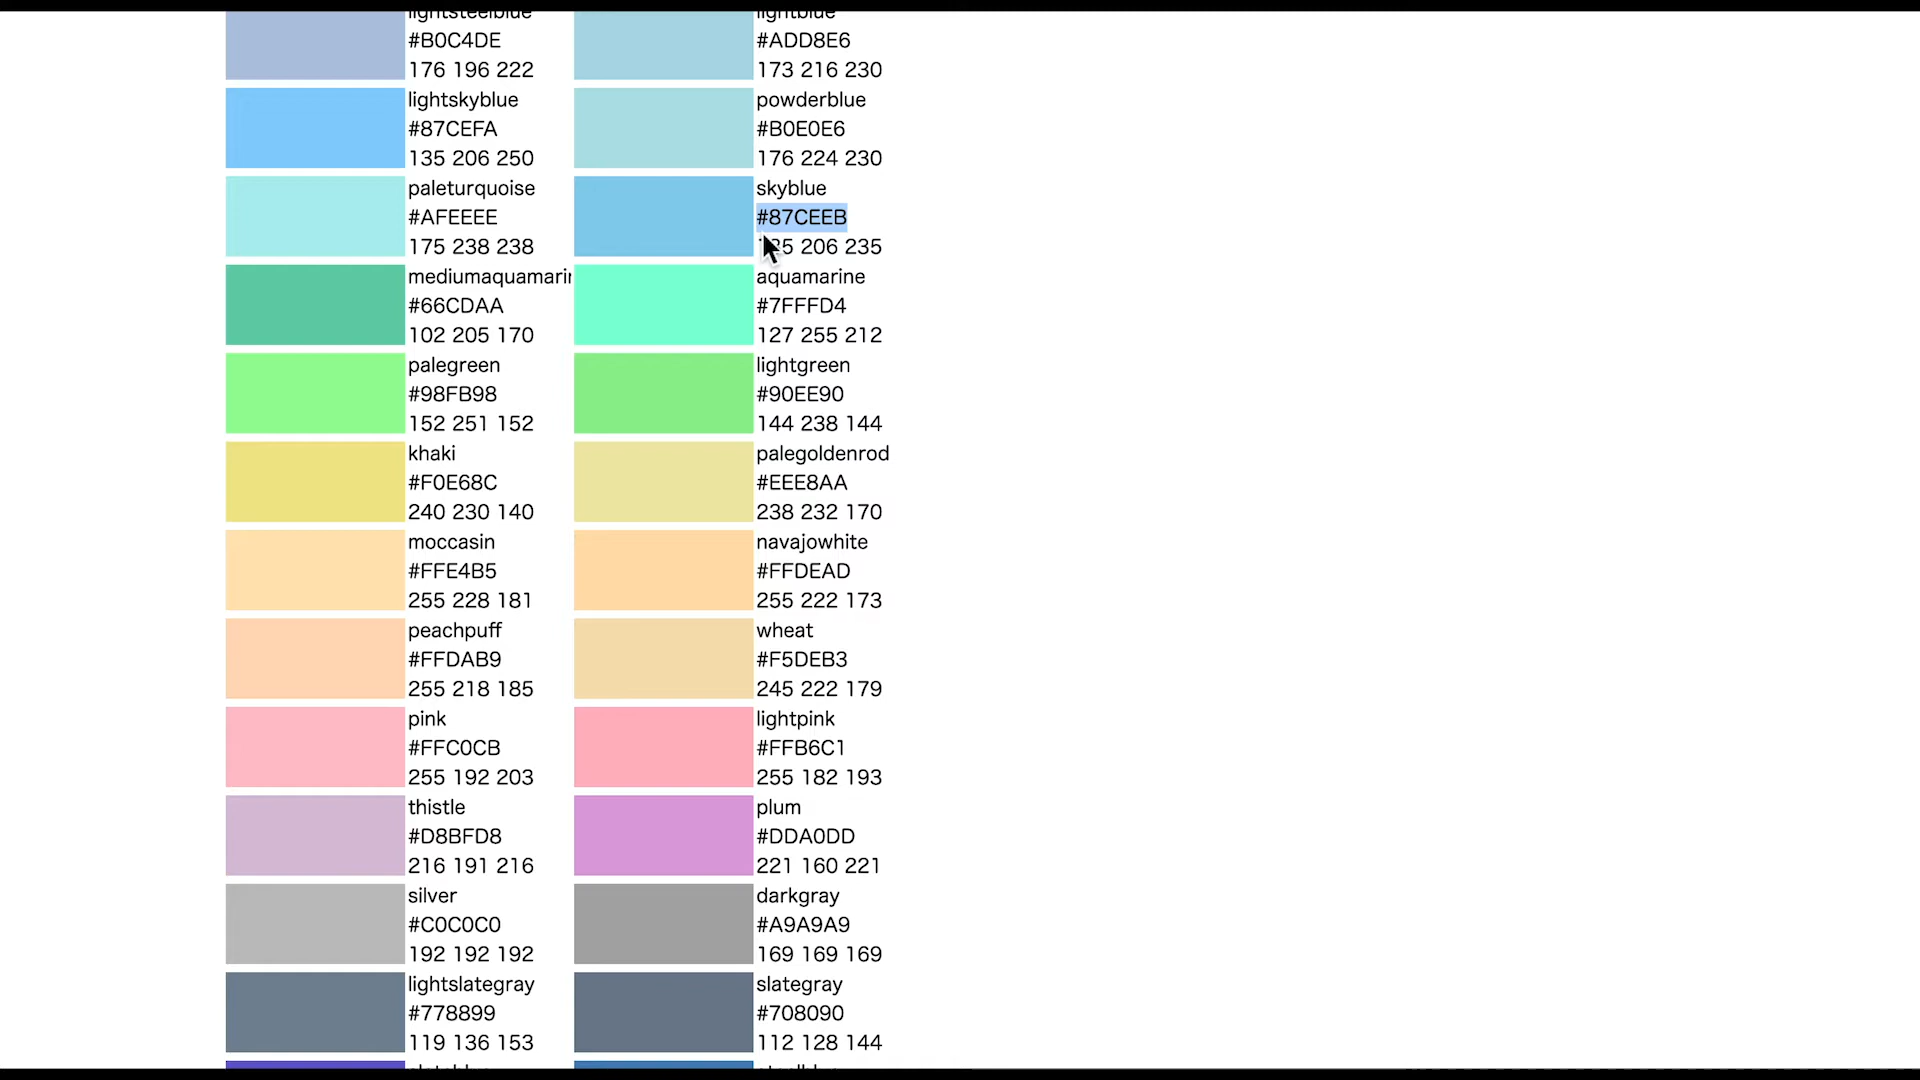 lightsteelblue
#B0C4DE
176 196 222
lightblue
#ADD8E6
173 216 230
lightskyblue
#87CEFA
135 206 250
powderblue
#B0E0E6
176 224 230
paleturquoise
#AFEEEE
175 238 238
skyblue
#87CEEB
135 206 235
mediumaquamarin
#66CDAA
102 205 170
aquamarine
#7FFFD4
127 255 212
palegreen
#98FB98
152 251 152
lightgreen
#90EE90
144 238 144
khaki
#F0E68C
240 230 140
palegoldenrod
#EEE8AA
238 232 170
moccasin
#FFE4B5
255 228 181
navajowhite
#FFDEAD
255 222 173
peachpuff
#FFDAB9
255 218 185
wheat
#F5DEB3
245 222 179
pink
#FFC0CB
255 192 203
lightpink
#FFB6C1
255 182 193
thistle
#D8BFD8
216 191 216
plum
#DDA0DD
221 160 221
silver
#C0C0C0
192 192 192
darkgray
#A9A9A9
169 169 169
lightslategray
#778899
119 136 153
slategray
#708090
112 128 144